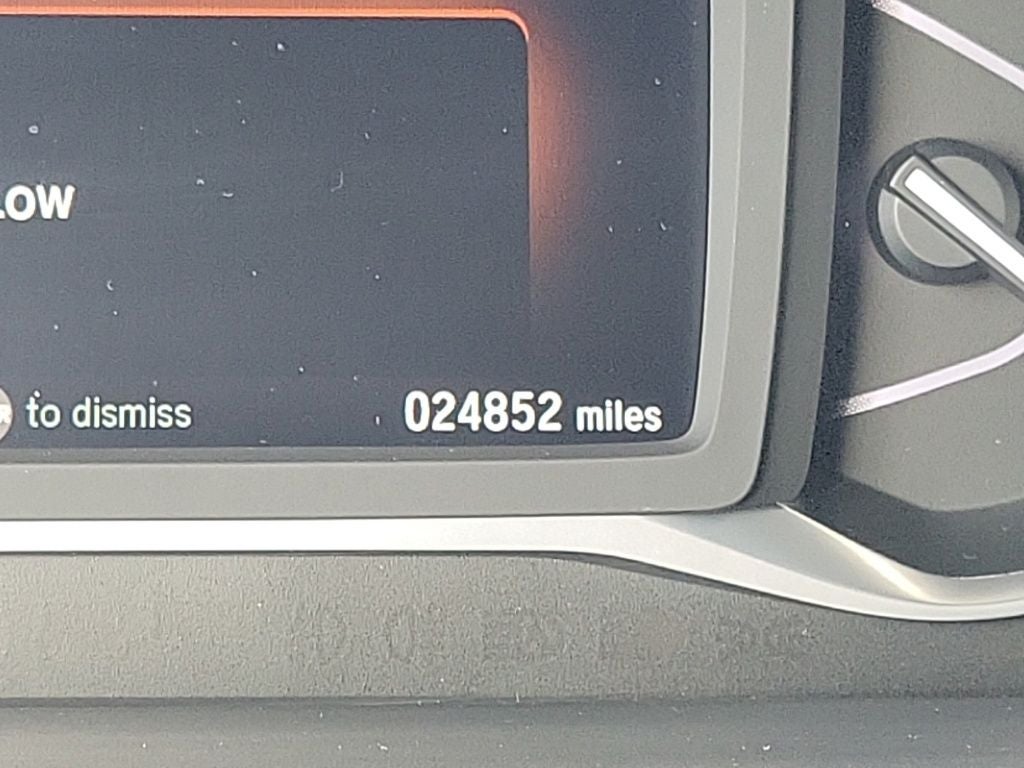 LOW
to dismiss 024852 miles